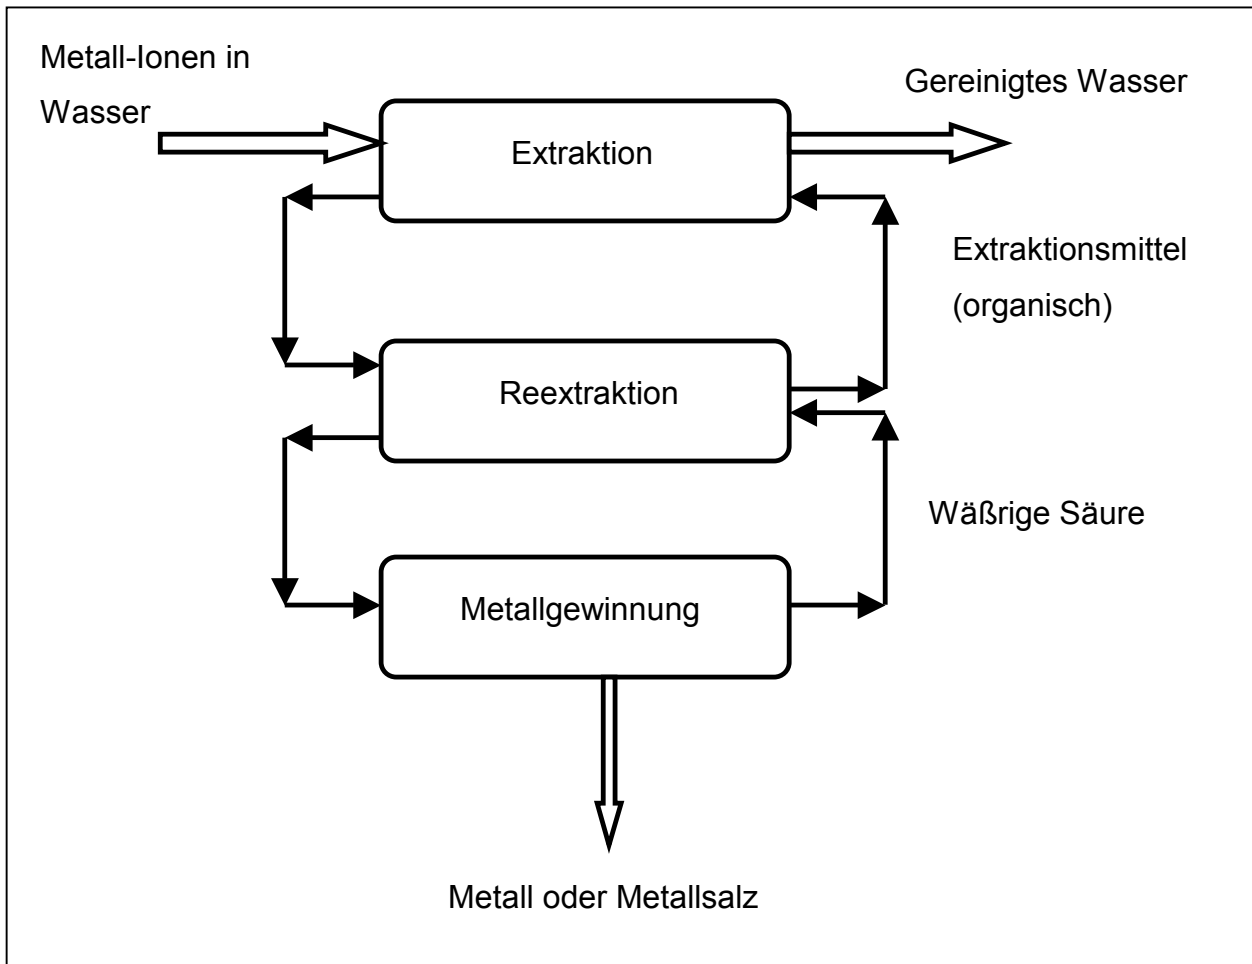 Metall-Ionen in
Wasser
Gereinigtes Wasser
Extraktion
Extraktionsmittel
(organisch)
Reextraktion
Wäßrige Säure
Metallgewinnung
Metall oder Metallsalz